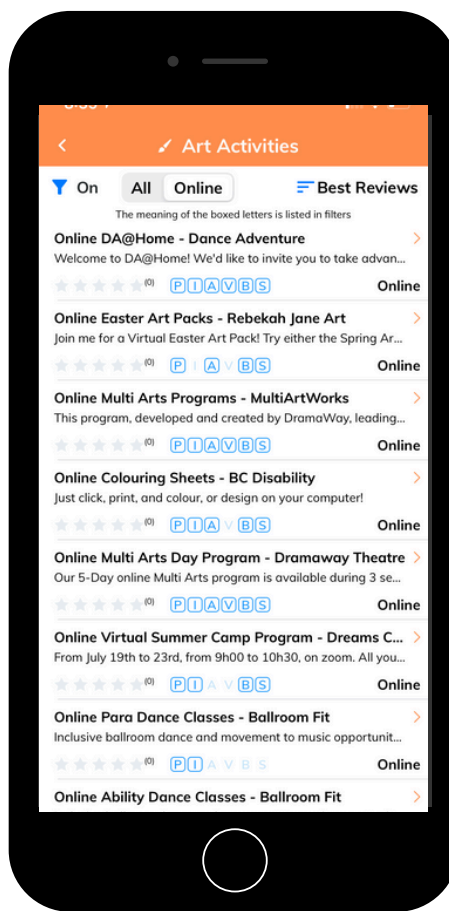 Art Activities
On All Online Best Reviews
The meaning of the boxed letters is listed in filters
Online DA@Home - Dance Adventure
Welcome to DA@Home! We'd like to invite you to take advan...
(0) P I A V B S Online
Online Easter Art Packs - Rebekah Jane Art
Join me for a Virtual Easter Art Pack! Try either the Spring Ar...
(0) P I A V B S Online
Online Multi Arts Programs - MultiArtWorks
This program, developed and created by DramaWay, leading...
(0) P I A V B S Online
Online Colouring Sheets - BC Disability
Just click, print, and colour, or design on your computer!
(0) P I A V B S Online
Online Multi Arts Day Program - Dramaway Theatre
Our 5-Day online Multi Arts program is available during 3 se...
(0) P I A V B S Online
Online Virtual Summer Camp Program - Dreams C...
From July 19th to 23rd, from 9h00 to 10h30, on zoom. All you...
(0) P I A V B S Online
Online Para Dance Classes - Ballroom Fit
Inclusive ballroom dance and movement to music opportunit...
(0) P I A V B S Online
Online Ability Dance Classes - Ballroom Fit